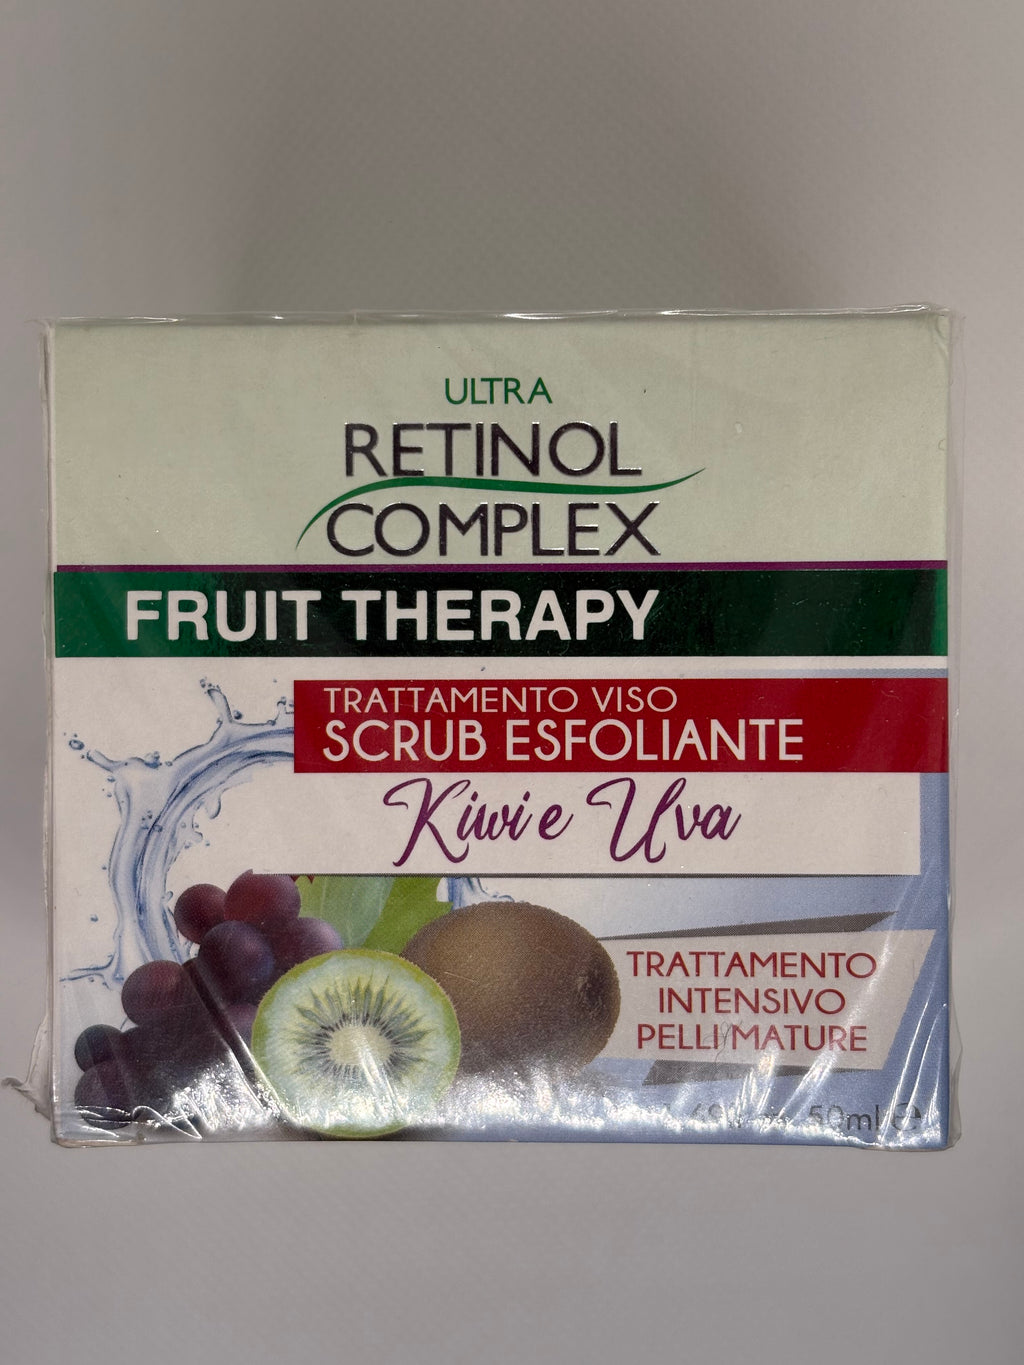 ULTRA
RETINOL
COMPLEX
FRUIT THERAPY
TRATTAMENTO VISO
SCRUB ESFOLIANTE
Kiwi e Uva
TRATTAMENTO
INTENSIVO
PELLI MATURE
50ml ℮